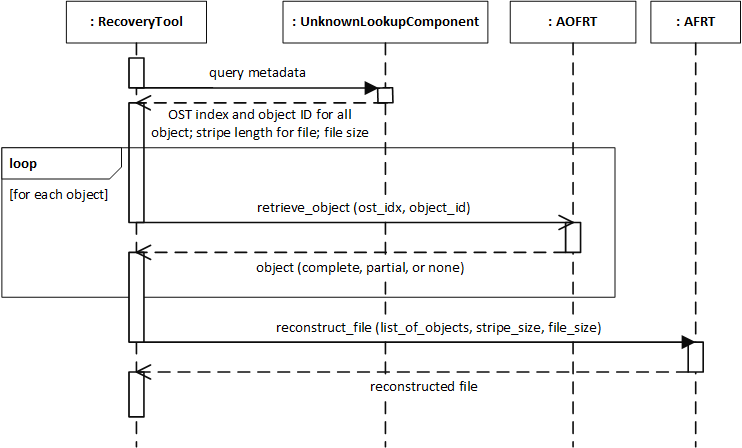 : RecoveryTool
: UnknownLookupComponent
: AOFRT
: AFRT
query metadata
OST index and object ID for all
object; stripe length for file; file size
loop
[for each object]
retrieve_object (ost_idx, object_id)
object (complete, partial, or none)
reconstruct_file (list_of_objects, stripe_size, file_size)
reconstructed file